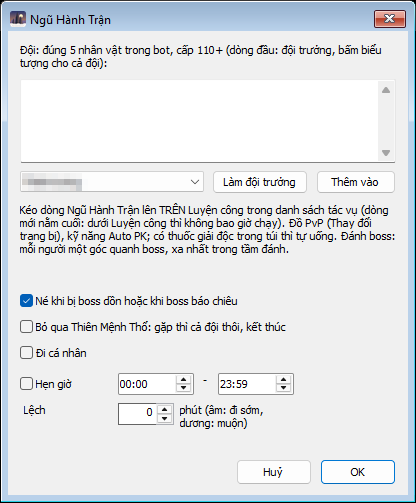 Ngũ Hành Trận
Đội: đúng 5 nhân vật trong bot, cấp 110+ (dòng đầu: đội trưởng, bấm biểu
tượng cho cả đội):
Làm đội trưởng
Thêm vào
Kéo dòng Ngũ Hành Trận lên TRÊN Luyện công trong danh sách tác vụ (dòng
mới nằm cuối: dưới Luyện công thì không bao giờ chạy). Đồ PvP (Thay đổi
trang bị), kỹ năng Auto PK; có thuốc giải độc trong túi thì tự uống. Đánh boss:
mỗi người một góc quanh boss, xa nhất trong tầm đánh.
Né khi bị boss dồn hoặc khi boss báo chiêu
Bỏ qua Thiên Mệnh Thổ: gặp thì cả đội thôi, kết thúc
Đi cá nhân
Hẹn giờ 00:00 - 23:59
Lệch 0 phút (âm: đi sớm,
dương: muộn)
Huỷ
OK